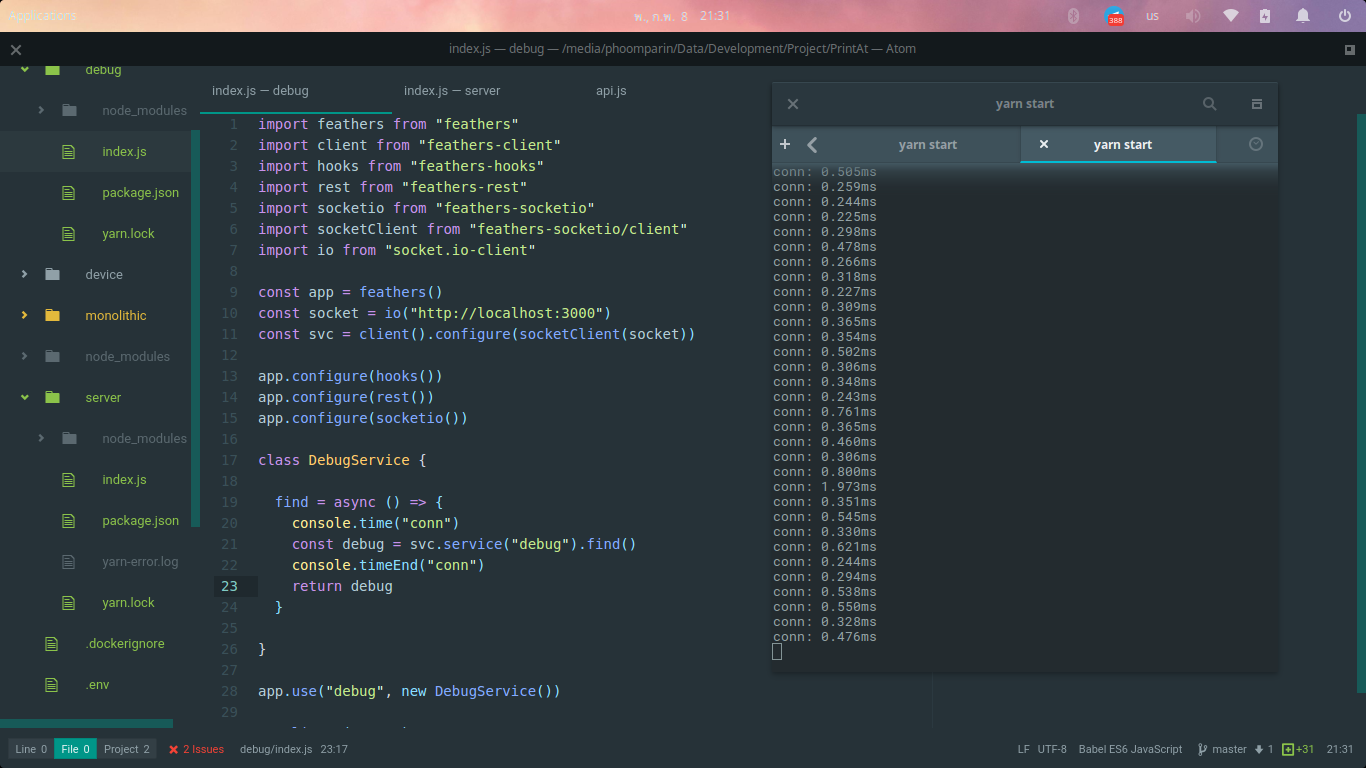 Applications
พ., ก.พ. 8 21:31
388
us
index.js — debug — /media/phoomparin/Data/Development/Project/PrintAt — Atom
debug
node_modules
index.js
package.json
yarn.lock
device
monolithic
node_modules
server
node_modules
index.js
package.json
yarn-error.log
yarn.lock
.dockerignore
.env
index.js — debug
index.js — server
api.js
1 import feathers from "feathers"
2 import client from "feathers-client"
3 import hooks from "feathers-hooks"
4 import rest from "feathers-rest"
5 import socketio from "feathers-socketio"
6 import socketClient from "feathers-socketio/client"
7 import io from "socket.io-client"
8
9 const app = feathers()
10 const socket = io("http://localhost:3000")
11 const svc = client().configure(socketClient(socket))
12
13 app.configure(hooks())
14 app.configure(rest())
15 app.configure(socketio())
16
17 class DebugService {
18
19 find = async () => {
20 console.time("conn")
21 const debug = svc.service("debug").find()
22 console.timeEnd("conn")
23 return debug
24 }
25
26 }
27
28 app.use("debug", new DebugService())
29
yarn start
yarn start
yarn start
conn: 0.505ms
conn: 0.259ms
conn: 0.244ms
conn: 0.225ms
conn: 0.298ms
conn: 0.478ms
conn: 0.266ms
conn: 0.318ms
conn: 0.227ms
conn: 0.309ms
conn: 0.365ms
conn: 0.354ms
conn: 0.502ms
conn: 0.306ms
conn: 0.348ms
conn: 0.243ms
conn: 0.761ms
conn: 0.365ms
conn: 0.460ms
conn: 0.306ms
conn: 0.800ms
conn: 1.973ms
conn: 0.351ms
conn: 0.545ms
conn: 0.330ms
conn: 0.621ms
conn: 0.244ms
conn: 0.294ms
conn: 0.538ms
conn: 0.550ms
conn: 0.328ms
conn: 0.476ms
Line 0 File 0 Project 2 2 Issues debug/index.js 23:17
LF UTF-8 Babel ES6 JavaScript master 1 +31 21:31